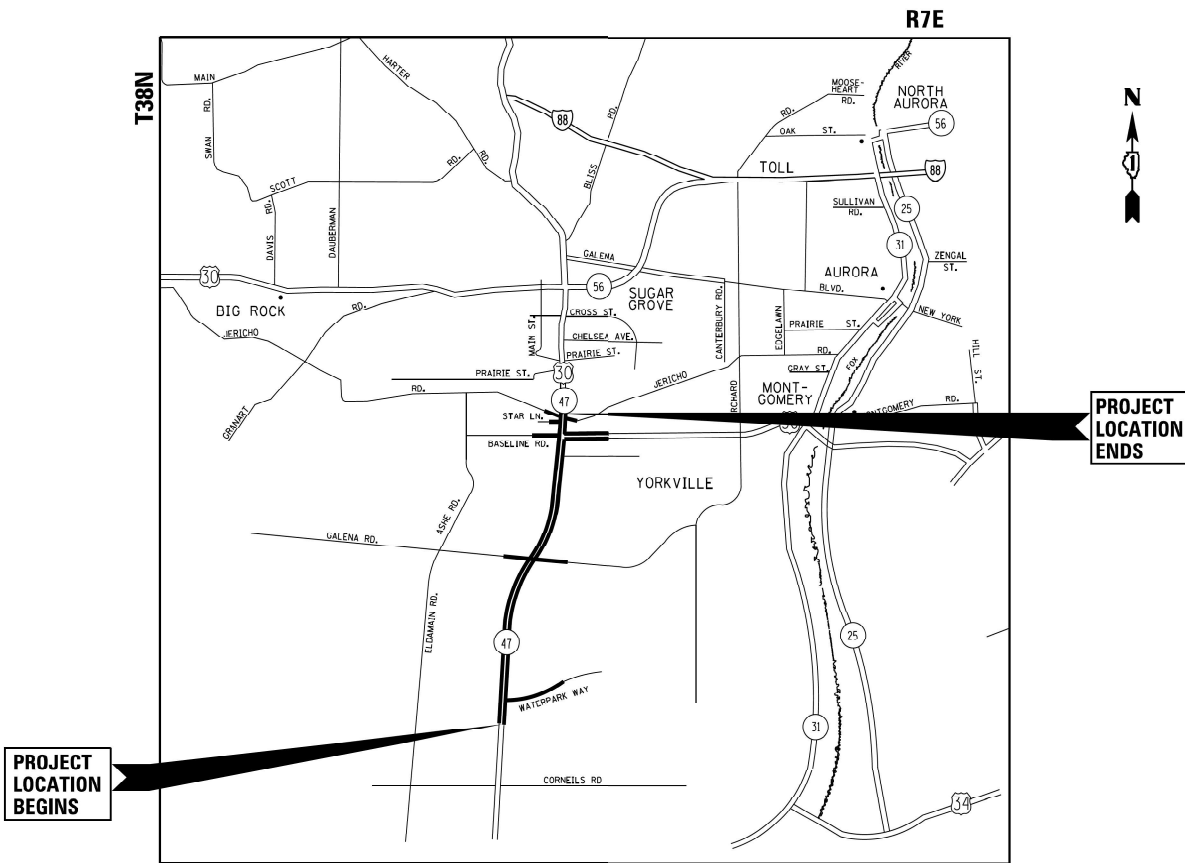 R7E
T38N
MAIN
SWAN RD.
HARTER
RD.
88
BLISS
RD.
MOOSE-
HEART
RD.
RD.
RIVER
NORTH
AURORA
56
OAK ST.
N
SCOTT
RD.
TOLL
88
DAVIS
RD.
DAUBERMAN
SULLIVAN
RD.
25
31
GALENA
BLVD.
AURORA
ZENGAL
ST.
30
BIG ROCK
RD.
56
SUGAR
GROVE
CROSS ST.
CHELSEA AVE.
PRAIRIE ST.
MAIN ST.
CANTERBURY RD.
EDGELAWN
PRAIRIE ST.
NEW YORK
JERICHO
RD.
GRANART
PRAIRIE ST.
30
JERICHO
RD.
GRAY ST.
FOX
HILL ST.
MONT-
GOMERY
RD.
47
STAR LN.
BASELINE RD.
PROJECT
LOCATION
ENDS
YORKVILLE
ASHE RD.
GALENA RD.
ELDAMAIN RD.
47
25
WATERPARK WAY
31
PROJECT
LOCATION
BEGINS
CORNEILS RD
34